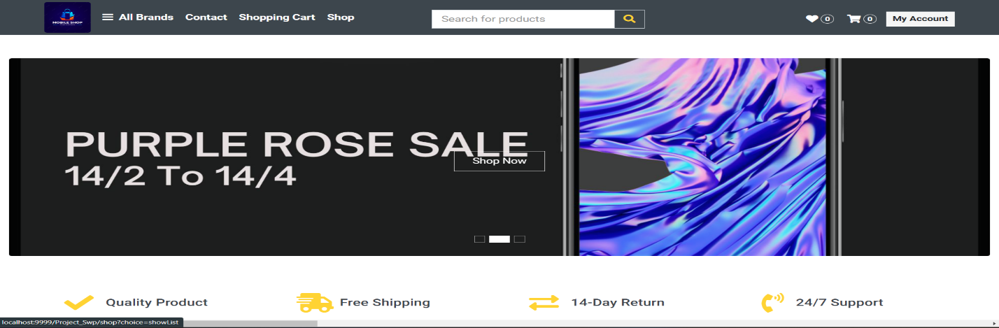 MOBILE SHOP
All Brands Contact Shopping Cart Shop
Search for products
0 0 My Account
PURPLE ROSE SALE
14/2 To 14/4
Shop Now
Quality Product Free Shipping 14-Day Return 24/7 Support
localhost:9999/Project_Swp/shop?choice=showList